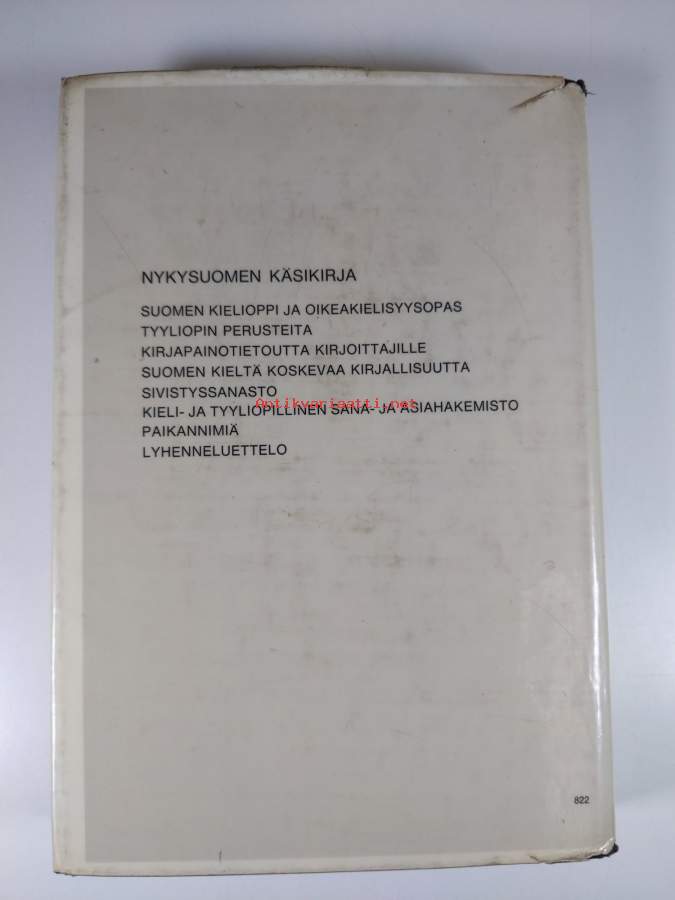 NYKYSUOMEN KÄSIKIRJA
SUOMEN KIELIOPPI JA OIKEAKIELISYYSOPAS
TYYLIOPIN PERUSTEITA
KIRJAPAINOTIETOUTTA KIRJOITTAJILLE
SUOMEN KIELTÄ KOSKEVAA KIRJALLISUUTTA
SIVISTYSSANASTO
Antikvariaatti.net
KIELI- JA TYYLIOPILLINEN SANA- JA ASIAHAKEMISTO
PAIKANNIMIÄ
LYHENNELUETTELO
822